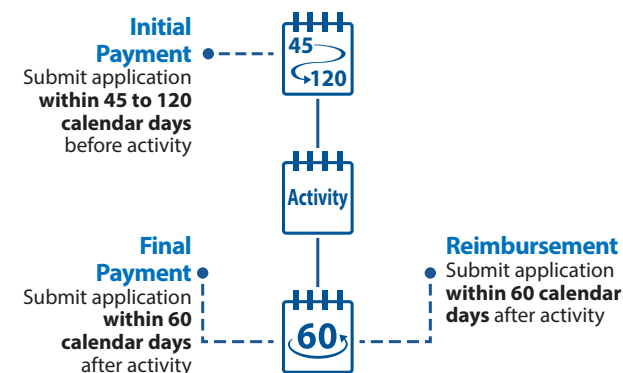 Initial
Payment
Submit application
within 45 to 120
calendar days
before activity
45
120
Activity
Final
Payment
Submit application
within 60
calendar days
after activity
60
Reimbursement
Submit application
within 60 calendar
days after activity